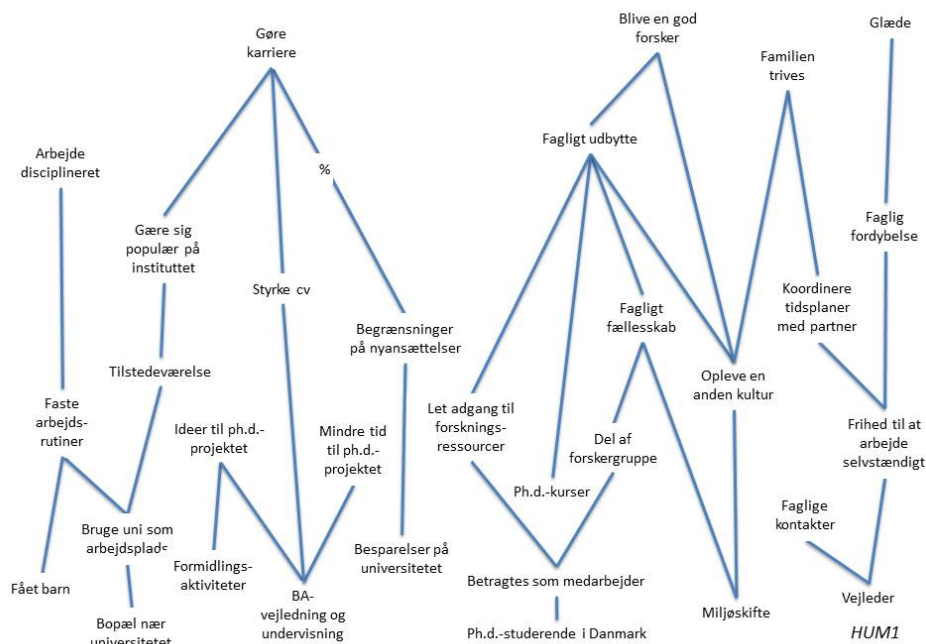 Gøre
karriere
Blive en god
forsker
Glæde
Familien
trives
Arbejde
disciplineret
%
Fagligt udbytte
Gære sig
populær på
instituttet
Faglig
fordybelse
Styrke cv
Begrænsninger
på nyansættelser
Fagligt
fællesskab
Koordinere
tidsplaner
med partner
Tilstedeværelse
Opleve en
anden kultur
Faste
arbejds-
rutiner
Ideer til ph.d.-
projektet
Mindre tid
til ph.d.-
projektet
Let adgang til
forsknings-
ressourcer
Del af
forskergruppe
Frihed til at
arbejde
selvstændigt
Ph.d.-kurser
Faglige
kontakter
Bruge uni som
arbejdsplads
Besparelser på
universitetet
Fået barn
Formidlings-
aktiviteter
BA-
vejledning og
undervisning
Betragtes som medarbejder
Miljøskifte
Vejleder
Bopæl nær
universitetet
Ph.d.-studerende i Danmark
HUM1